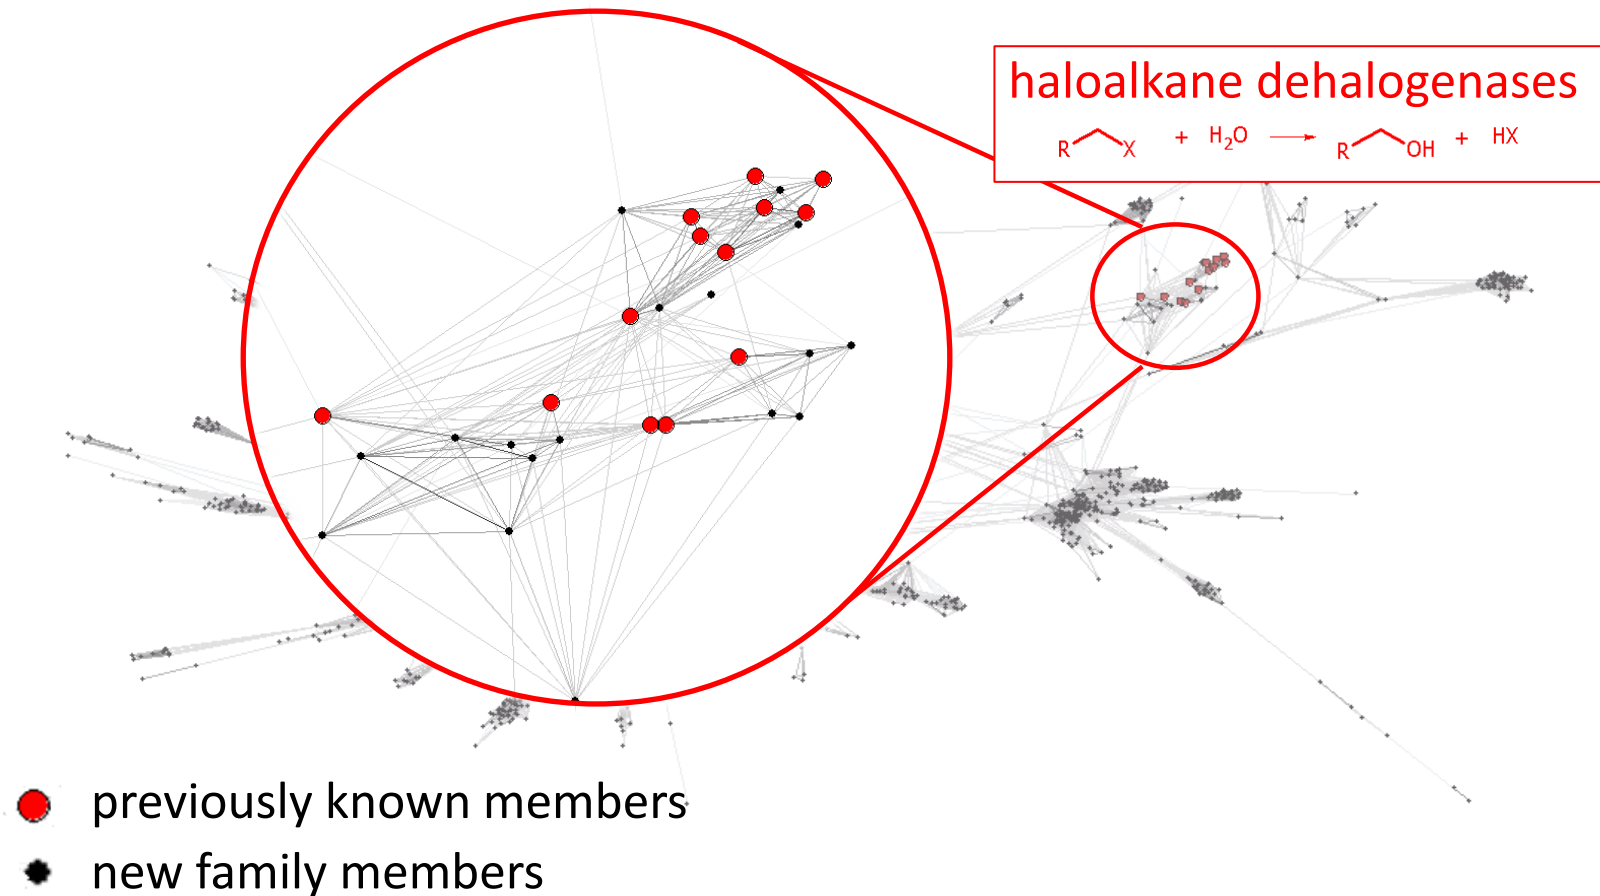 haloalkane dehalogenases
R X + H₂O → R OH + HX
previously known members
new family members